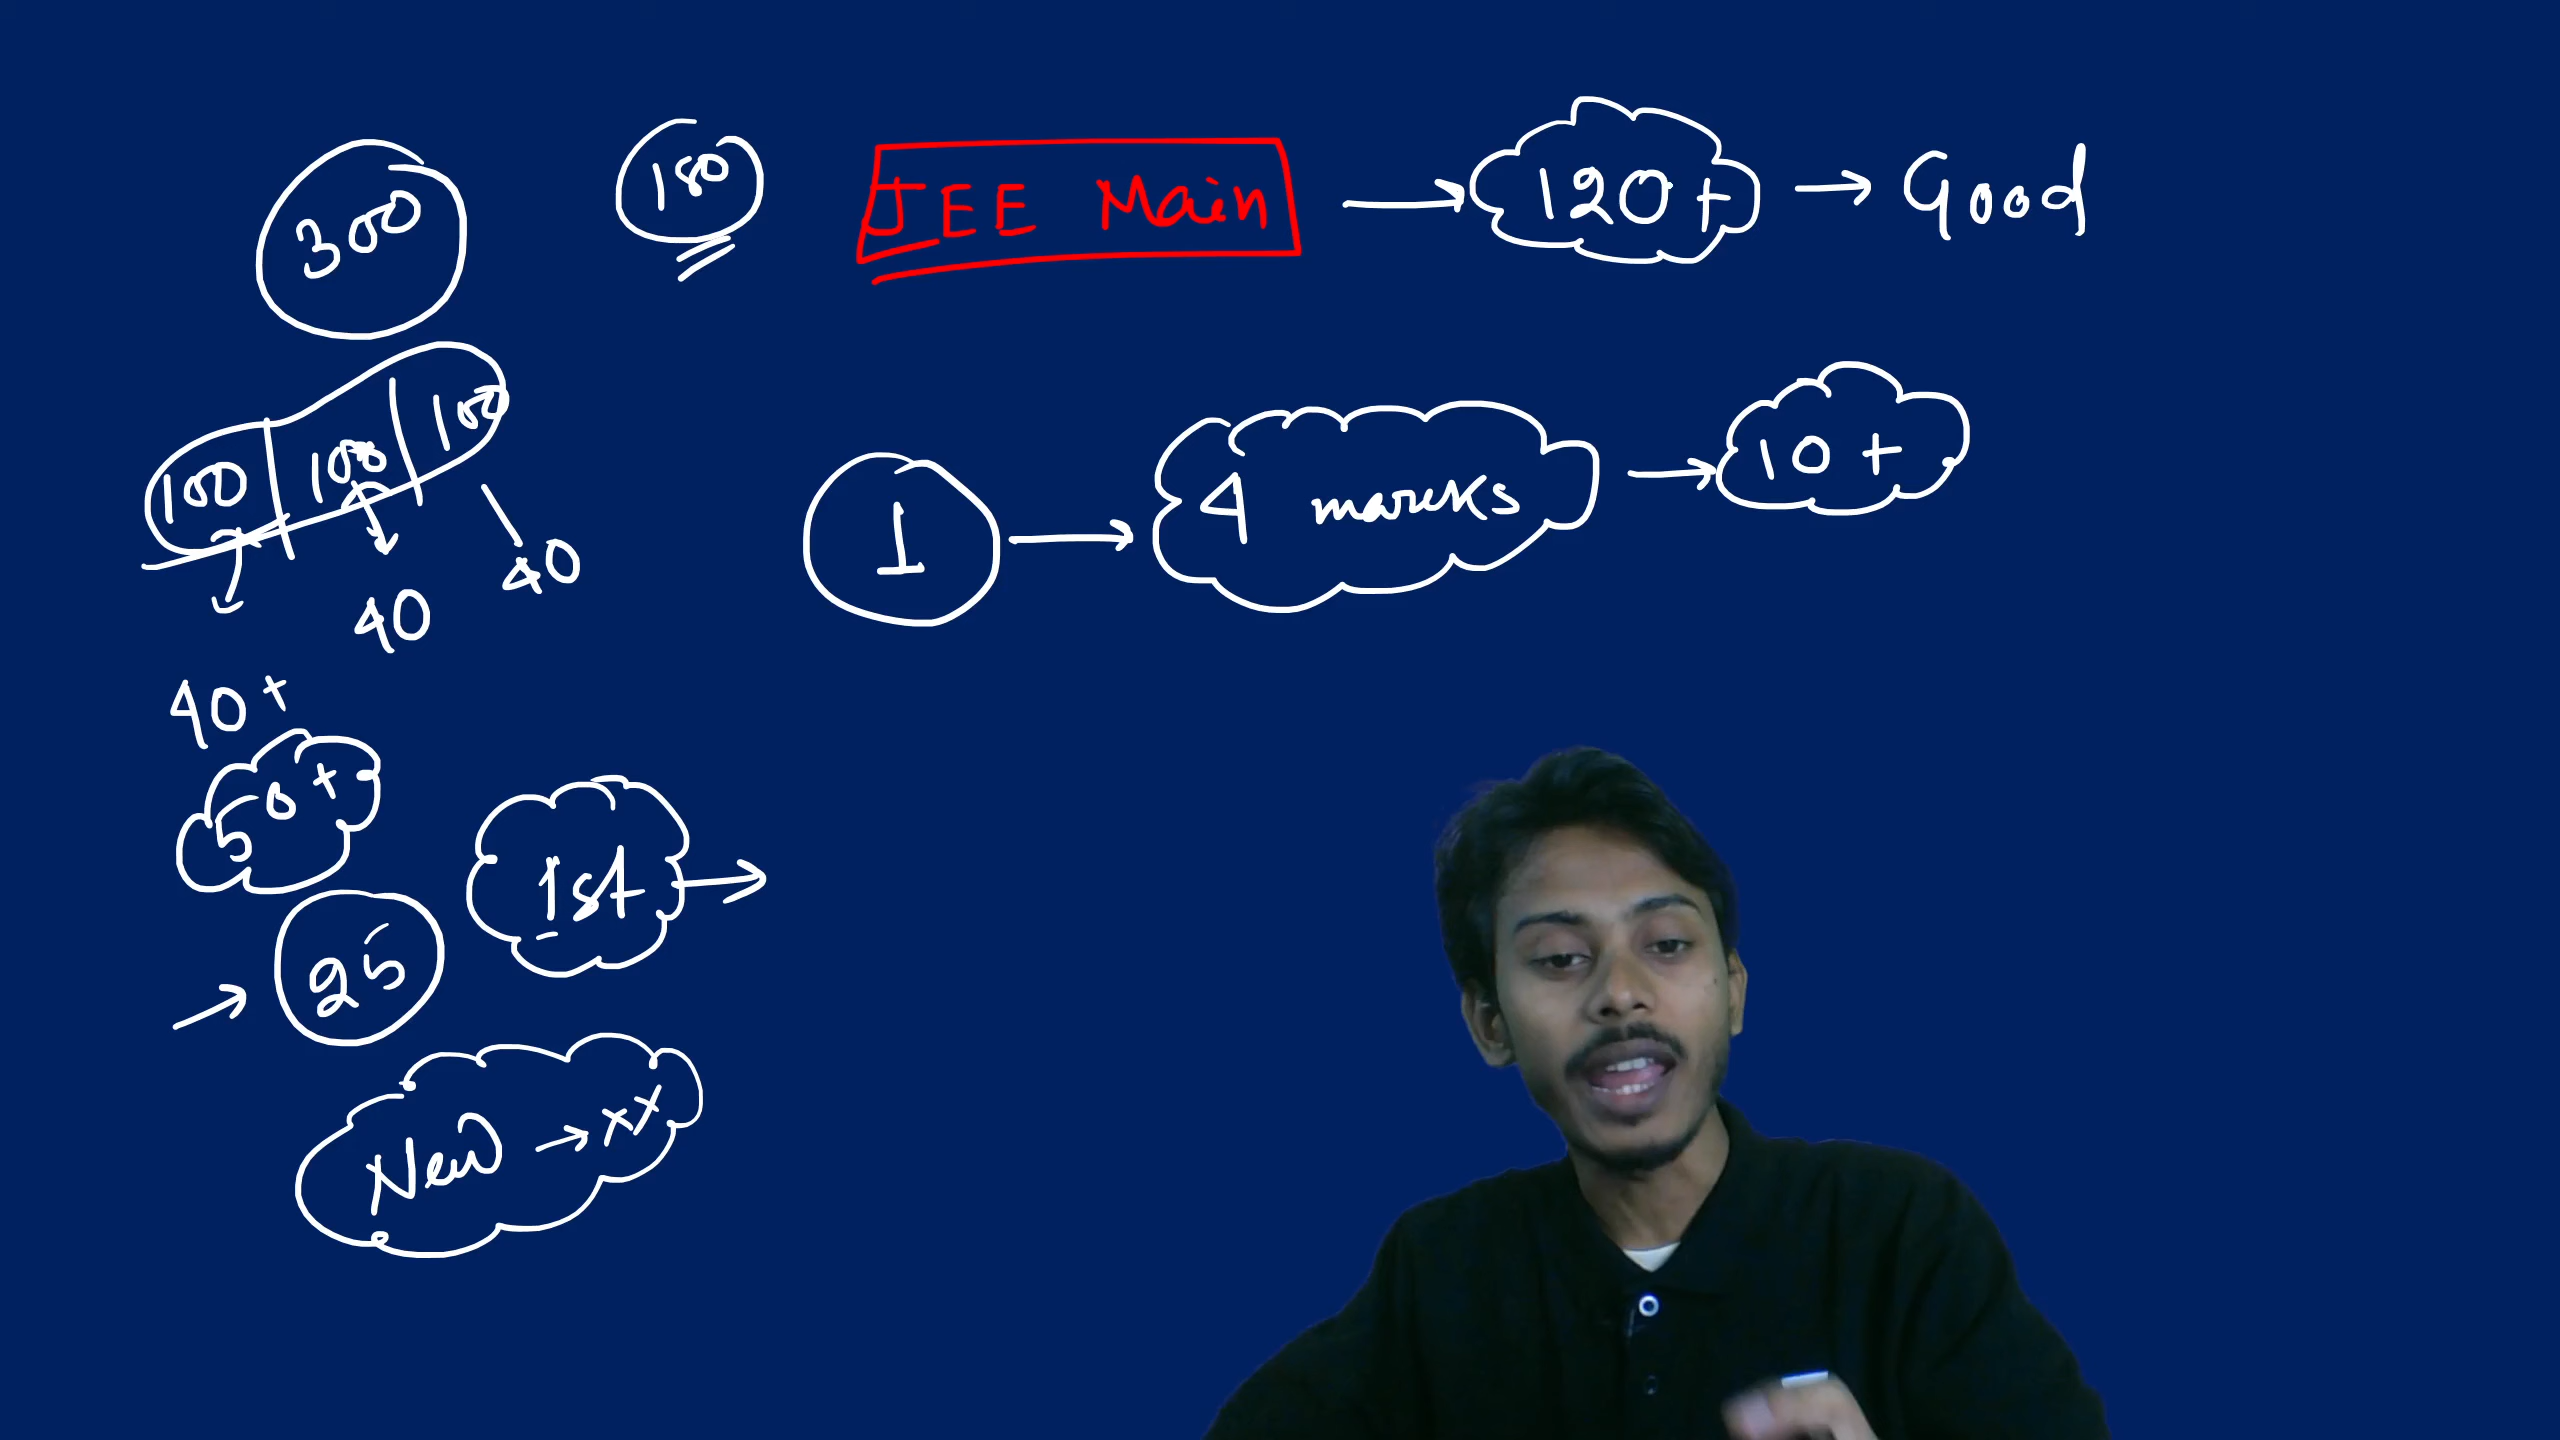 300
180
JEE Main → 120+ → Good
100 | 100 | 100
40
40
40+
50+
1 → 4 marks → 10+
1st →
→ 25
New → xx